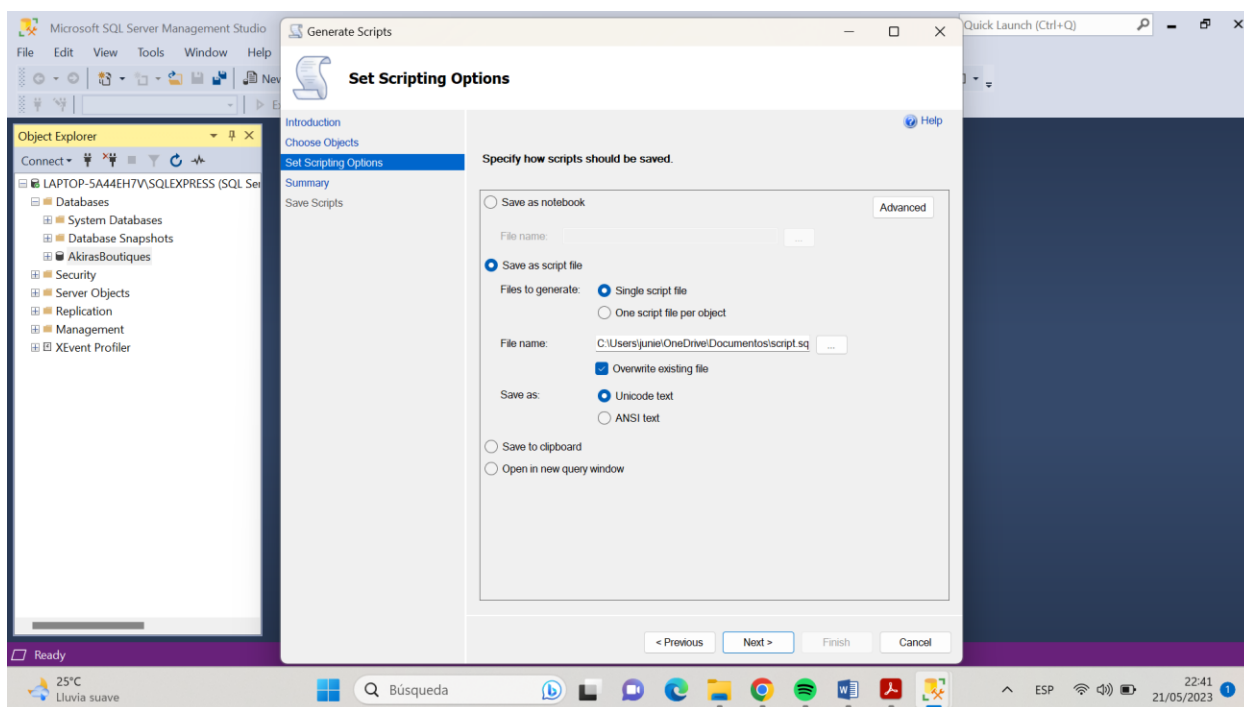 Microsoft SQL Server Management Studio
Quick Launch (Ctrl+Q)
File Edit View Tools Window Help
Generate Scripts
Set Scripting Options
Introduction
Choose Objects
Set Scripting Options
Summary
Save Scripts
Help
Object Explorer
Connect
LAPTOP-5A44EH7V\SQLEXPRESS (SQL Ser
Databases
System Databases
Database Snapshots
AkirasBoutiques
Security
Server Objects
Replication
Management
XEvent Profiler
Specify how scripts should be saved.
Save as notebook
Advanced
File name:
...
Save as script file
Files to generate: Single script file
One script file per object
File name: C:\Users\junie\OneDrive\Documentos\script.sq ...
Overwrite existing file
Save as: Unicode text
ANSI text
Save to clipboard
Open in new query window
< Previous Next > Finish Cancel
Ready
25°C
Lluvia suave
Búsqueda
ESP
22:41
21/05/2023
1